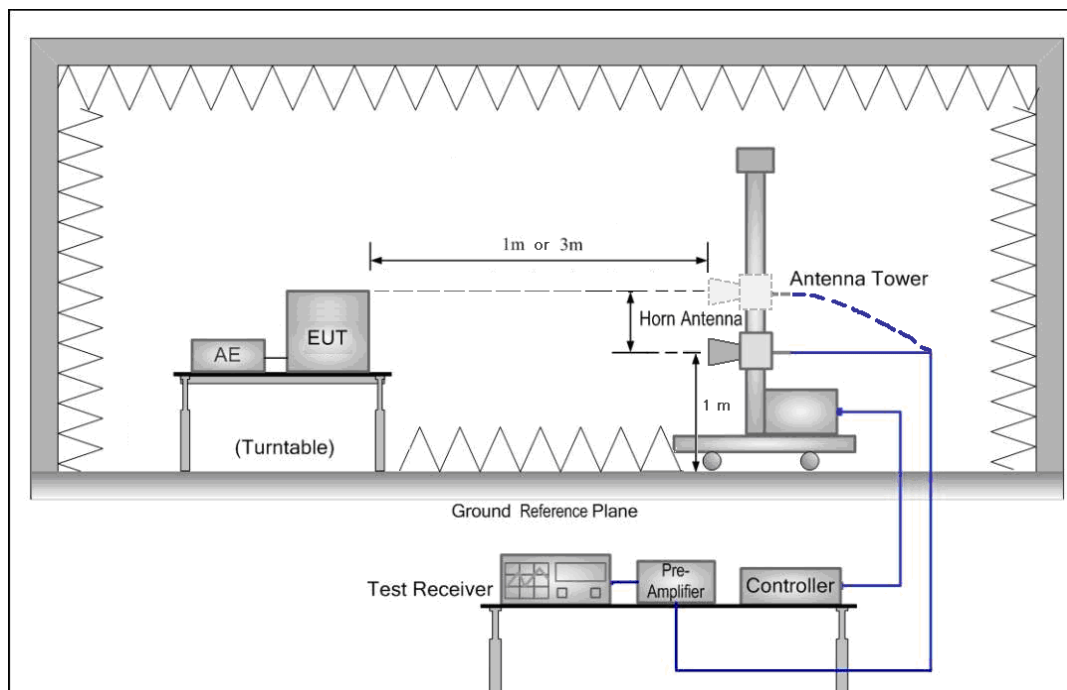 1m or 3m
Antenna Tower
Horn Antenna
EUT
AE
1 m
(Turntable)
Ground Reference Plane
Test Receiver
Pre-
Amplifier
Controller